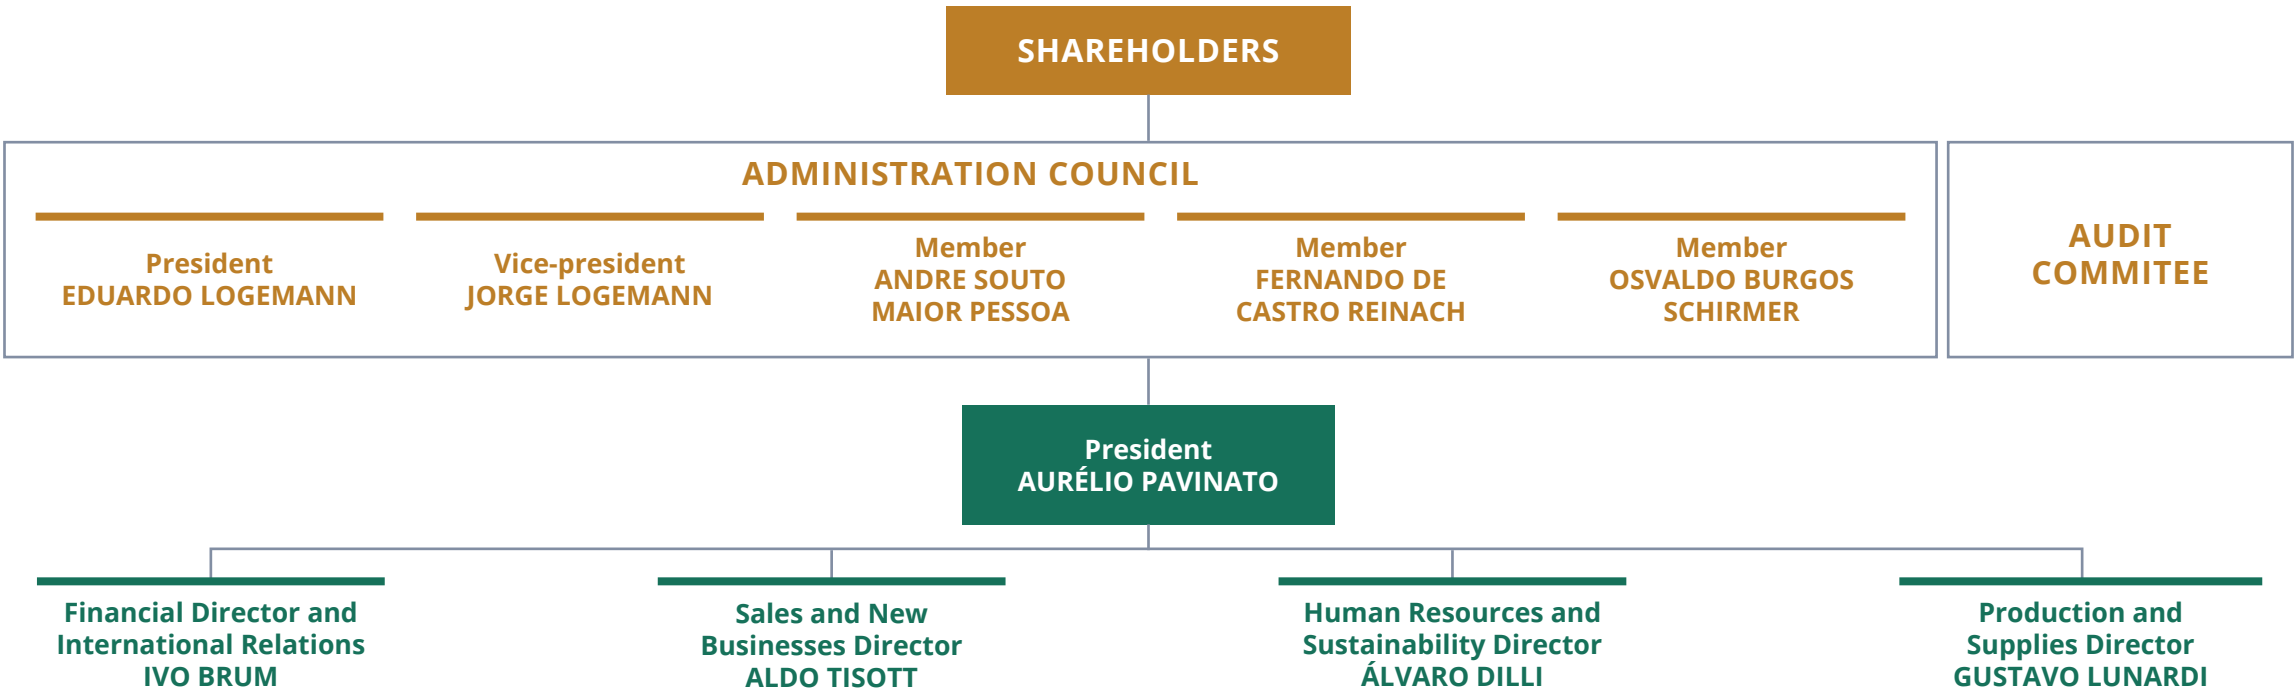 SHAREHOLDERS
ADMINISTRATION COUNCIL
President
EDUARDO LOGEMANN
Vice-president
JORGE LOGEMANN
Member
ANDRE SOUTO
MAIOR PESSOA
Member
FERNANDO DE
CASTRO REINACH
Member
OSVALDO BURGOS
SCHIRMER
AUDIT
COMMITEE
President
AURÉLIO PAVINATO
Financial Director and
International Relations
IVO BRUM
Sales and New
Businesses Director
ALDO TISOTT
Human Resources and
Sustainability Director
ÁLVARO DILLI
Production and
Supplies Director
GUSTAVO LUNARDI